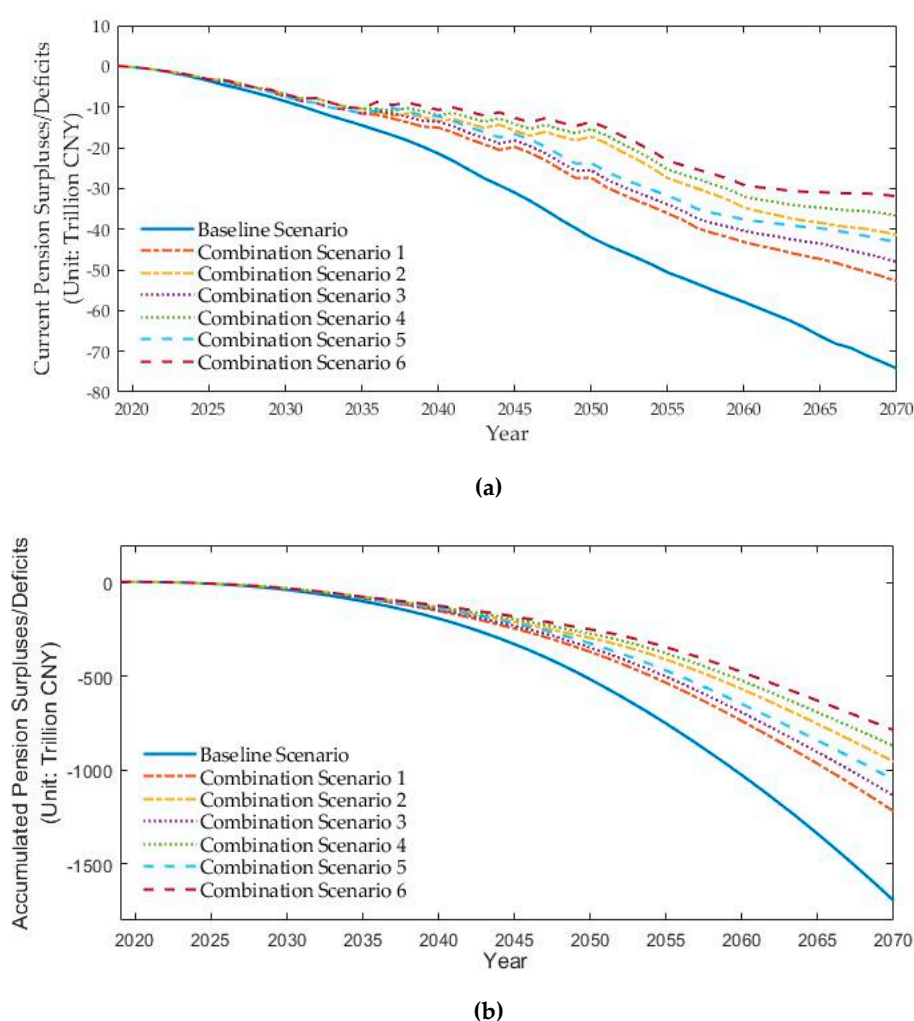 10
0
-10
-20
-30
-40
-50
-60
-70
-80
Current Pension Surpluses/Deficits
(Unit: Trillion CNY)
Baseline Scenario
Combination Scenario 1
Combination Scenario 2
Combination Scenario 3
Combination Scenario 4
Combination Scenario 5
Combination Scenario 6
2020 2025 2030 2035 2040 2045 2050 2055 2060 2065 2070
Year
(a)
0
-500
-1000
-1500
Accumulated Pension Surpluses/Deficits
(Unit: Trillion CNY)
Baseline Scenario
Combination Scenario 1
Combination Scenario 2
Combination Scenario 3
Combination Scenario 4
Combination Scenario 5
Combination Scenario 6
2020 2025 2030 2035 2040 2045 2050 2055 2060 2065 2070
Year
(b)